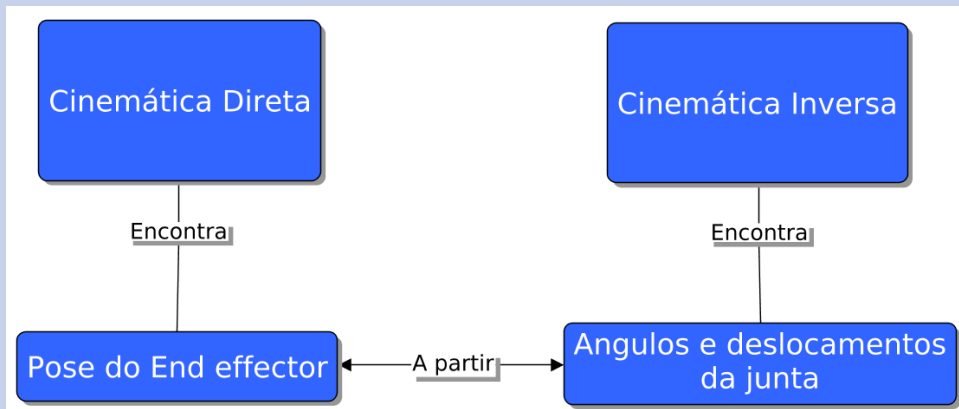 Cinemática Direta
Cinemática Inversa
Encontra
Encontra
Pose do End effector
A partir
Angulos e deslocamentos
da junta